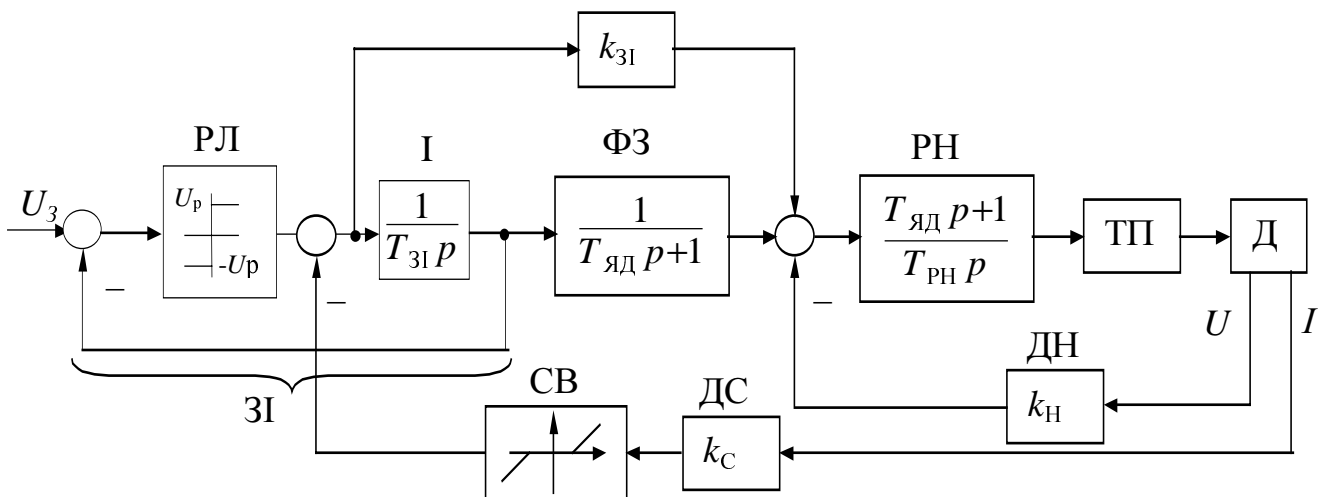 k_ЗІ
РЛ
І
ФЗ
РН
U_З
U_р
-Uр
1
T_ЗІ p
1
T_ЯД p+1
T_ЯД p+1
T_РН p
ТП
Д
–
–
–
U
I
ДН
k_Н
ЗІ
СВ
ДС
k_С